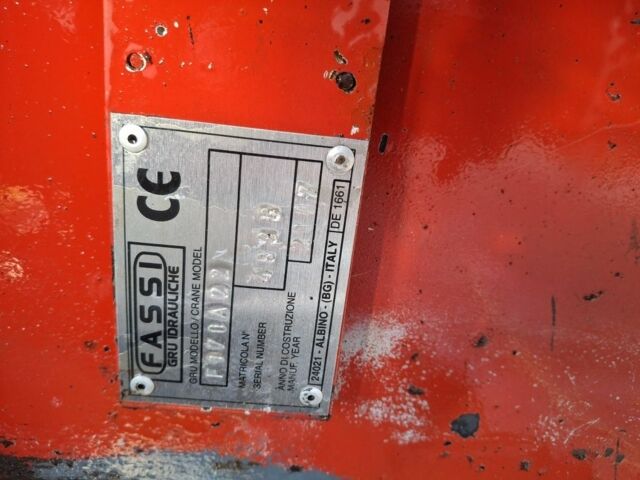 FASSI
GRU IDRAULICHE
CE
GRU MODELLO / CRANE MODEL
MATRICOLA N°
SERIAL NUMBER
ANNO DI COSTRUZIONE
MANUF. YEAR
24021 - ALBINO - (BG) - ITALY
DE 1661